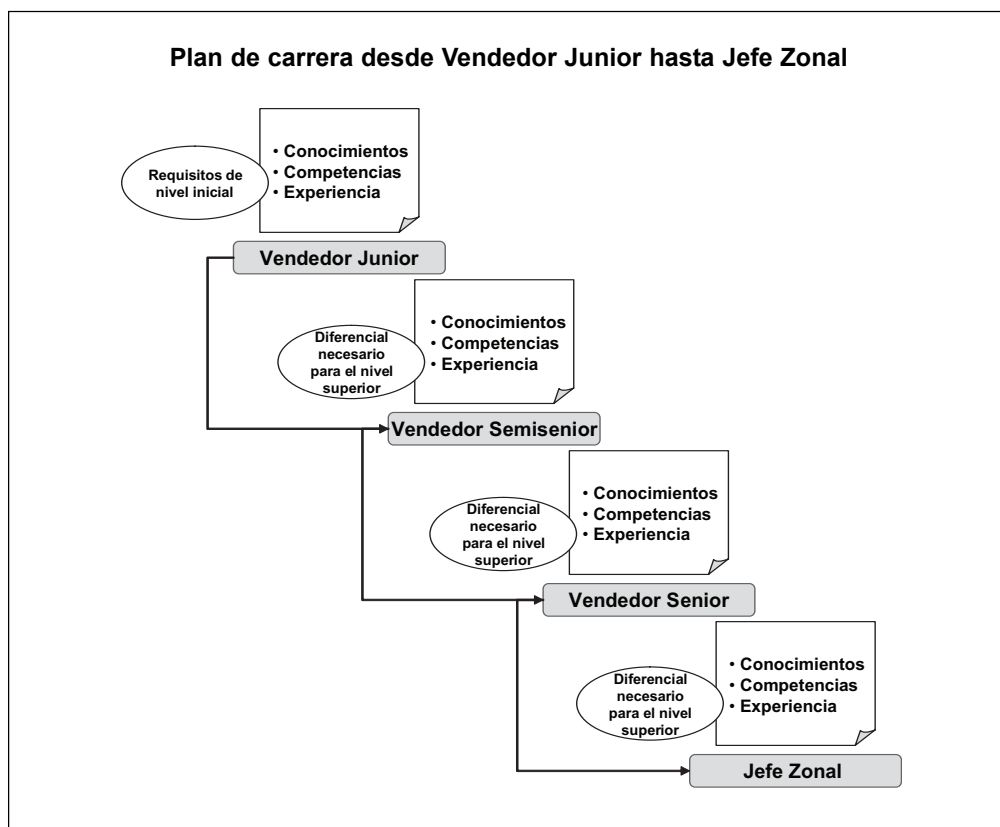 Plan de carrera desde Vendedor Junior hasta Jefe Zonal
Requisitos de
nivel inicial
• Conocimientos
• Competencias
• Experiencia
Vendedor Junior
Diferencial
necesario
para el nivel
superior
• Conocimientos
• Competencias
• Experiencia
Vendedor Semisenior
Diferencial
necesario
para el nivel
superior
• Conocimientos
• Competencias
• Experiencia
Vendedor Senior
Diferencial
necesario
para el nivel
superior
• Conocimientos
• Competencias
• Experiencia
Jefe Zonal